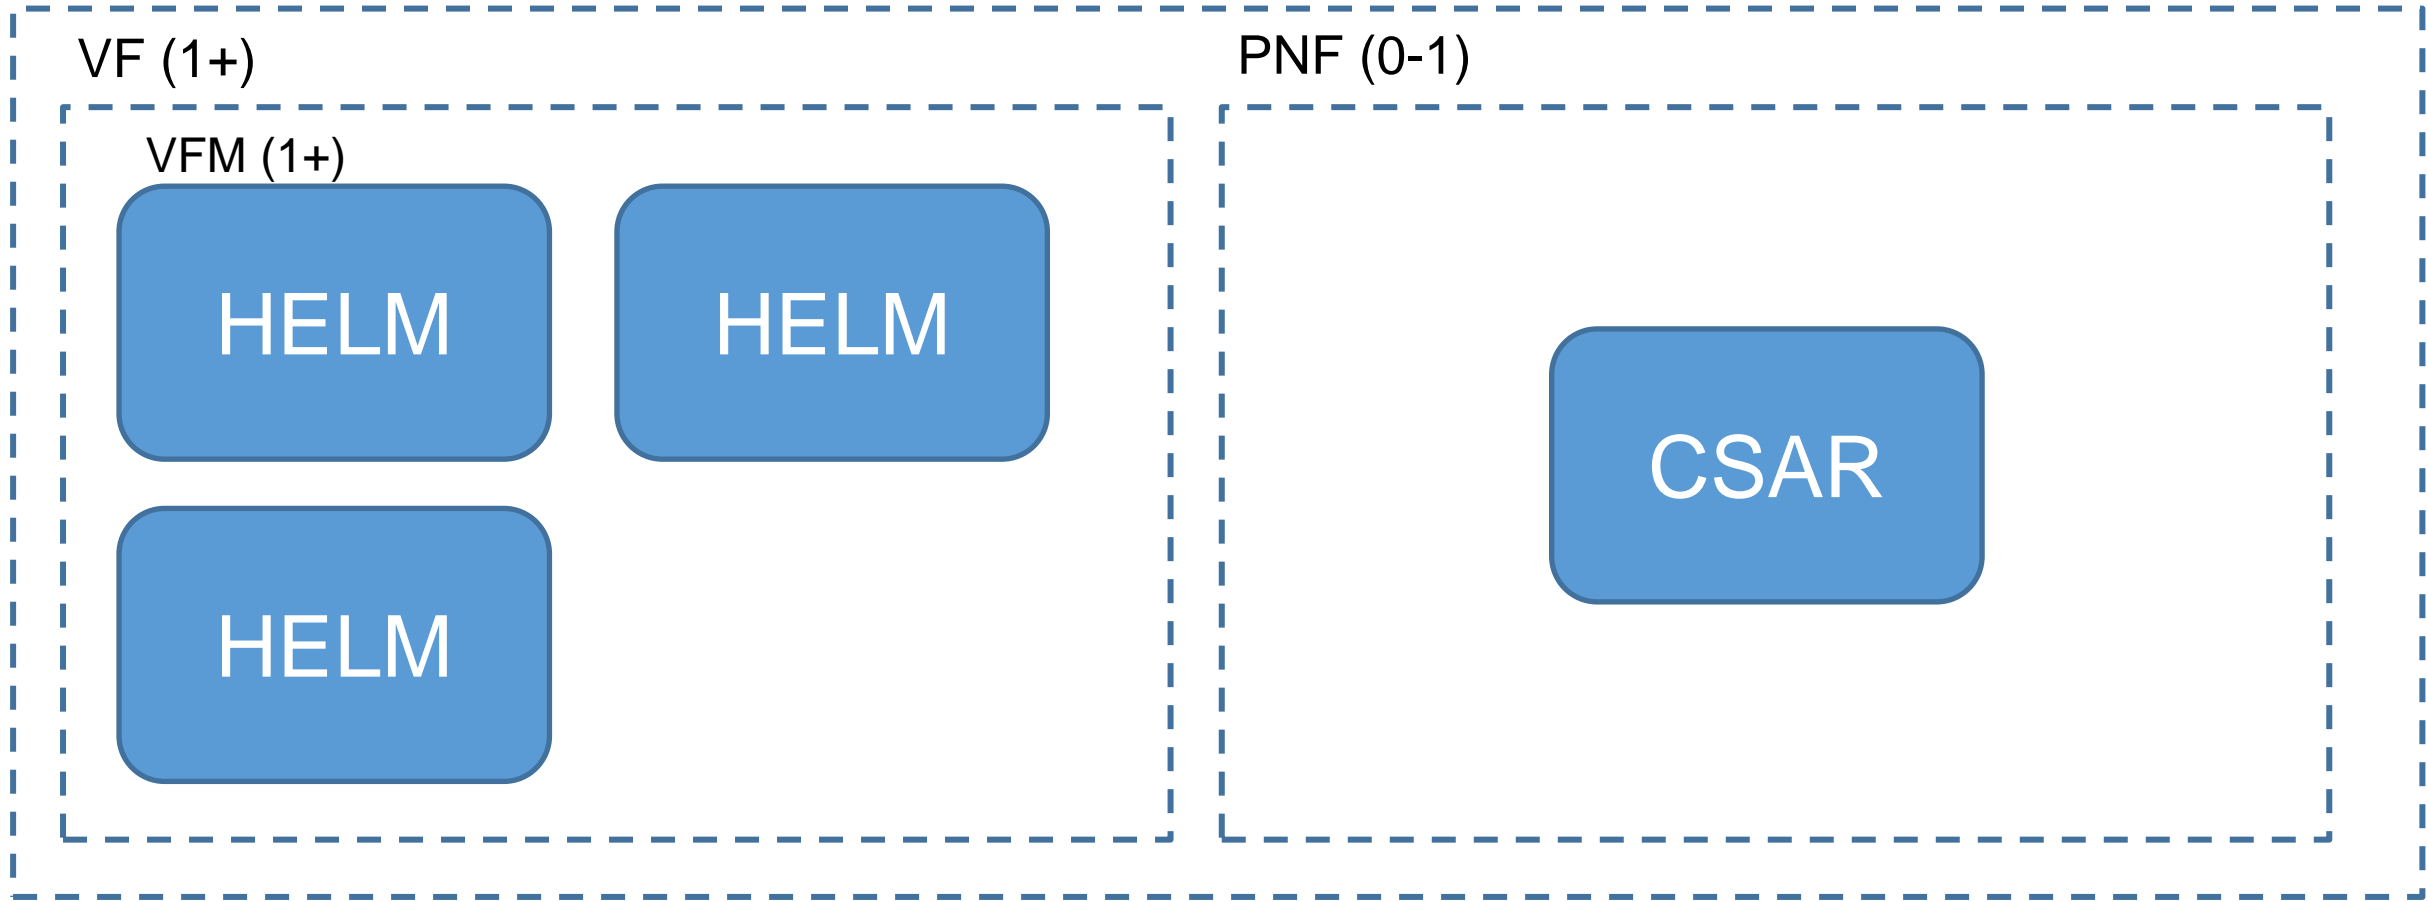 VF (1+)
PNF (0-1)
VFM (1+)
HELM
HELM
CSAR
HELM